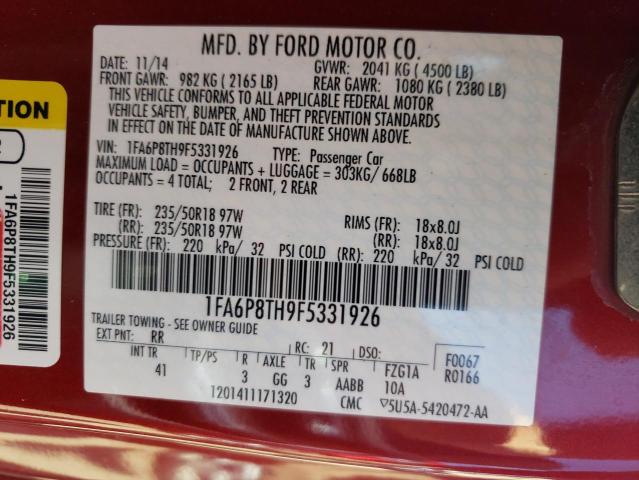 MFD. BY FORD MOTOR CO.
DATE: 11/14 GVWR: 2041 KG ( 4500 LB)
FRONT GAWR: 982 KG ( 2165 LB) REAR GAWR: 1080 KG ( 2380LB)
THIS VEHICLE CONFORMS TO ALL APPLICABLE FEDERAL MOTOR
VEHICLE SAFETY, BUMPER, AND THEFT PREVENTION STANDARDS
IN EFFECT ON THE DATE OF MANUFACTURE SHOWN ABOVE.
VIN: 1FA6P8TH9F5331926 TYPE: Passenger Car
MAXIMUM LOAD = OCCUPANTS + LUGGAGE = 303KG/ 668LB
OCCUPANTS = 4 TOTAL; 2 FRONT, 2 REAR
TIRE (FR): 235/50R18 97W RIMS (FR): 18x8.0J
(RR): 235/50R18 97W (RR): 18x8.0J
PRESSURE (FR): 220 kPa/ 32 PSI COLD (RR): 220 kPa/ 32 PSI COLD
1FA6P8TH9F5331926
TRAILER TOWING - SEE OWNER GUIDE
EXT PNT: RR RC: 21 DSO: F0067
INT TR TP/PS R AXLE TR SPR FZG1A R0166
41 3 GG 3 AABB 10A
T201411171320 CMC ▽5U5A-5420472-AA
TION
2
1FA6P8TH9F5331926